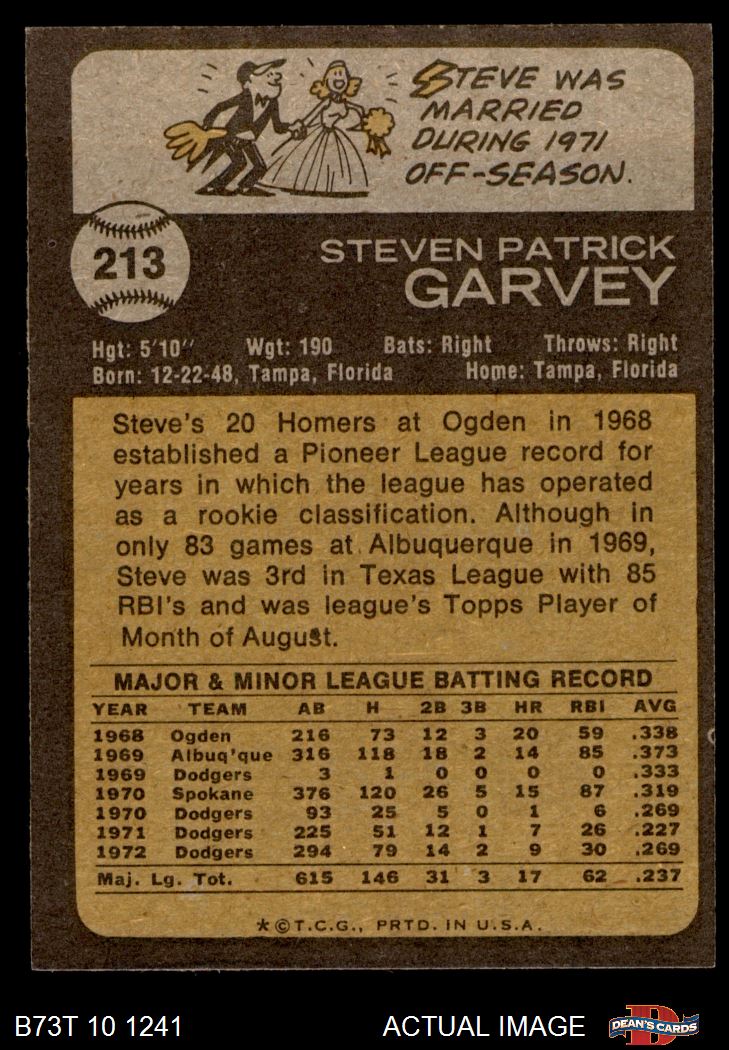 STEVE WAS
MARRIED
DURING 1971
OFF-SEASON.
213
STEVEN PATRICK
GARVEY
Hgt: 5'10" Wgt: 190 Bats: Right Throws: Right
Born: 12-22-48, Tampa, Florida Home: Tampa, Florida
Steve's 20 Homers at Ogden in 1968
established a Pioneer League record for
years in which the league has operated
as a rookie classification. Although in
only 83 games at Albuquerque in 1969,
Steve was 3rd in Texas League with 85
RBI's and was league's Topps Player of
Month of August.
MAJOR & MINOR LEAGUE BATTING RECORD
YEAR TEAM AB H 2B 3B HR RBI AVG
1968 Ogden 216 73 12 3 20 59 .338
1969 Albuq'que 316 118 18 2 14 85 .373
1969 Dodgers 3 1 0 0 0 0 .333
1970 Spokane 376 120 26 5 15 87 .319
1970 Dodgers 93 25 5 0 1 6 .269
1971 Dodgers 225 51 12 1 7 26 .227
1972 Dodgers 294 79 14 2 9 30 .269
Maj. Lg. Tot. 615 146 31 3 17 62 .237
*©T.C.G., PRTD. IN U.S.A.
B73T 10 1241 ACTUAL IMAGE DEAN'S CARDS